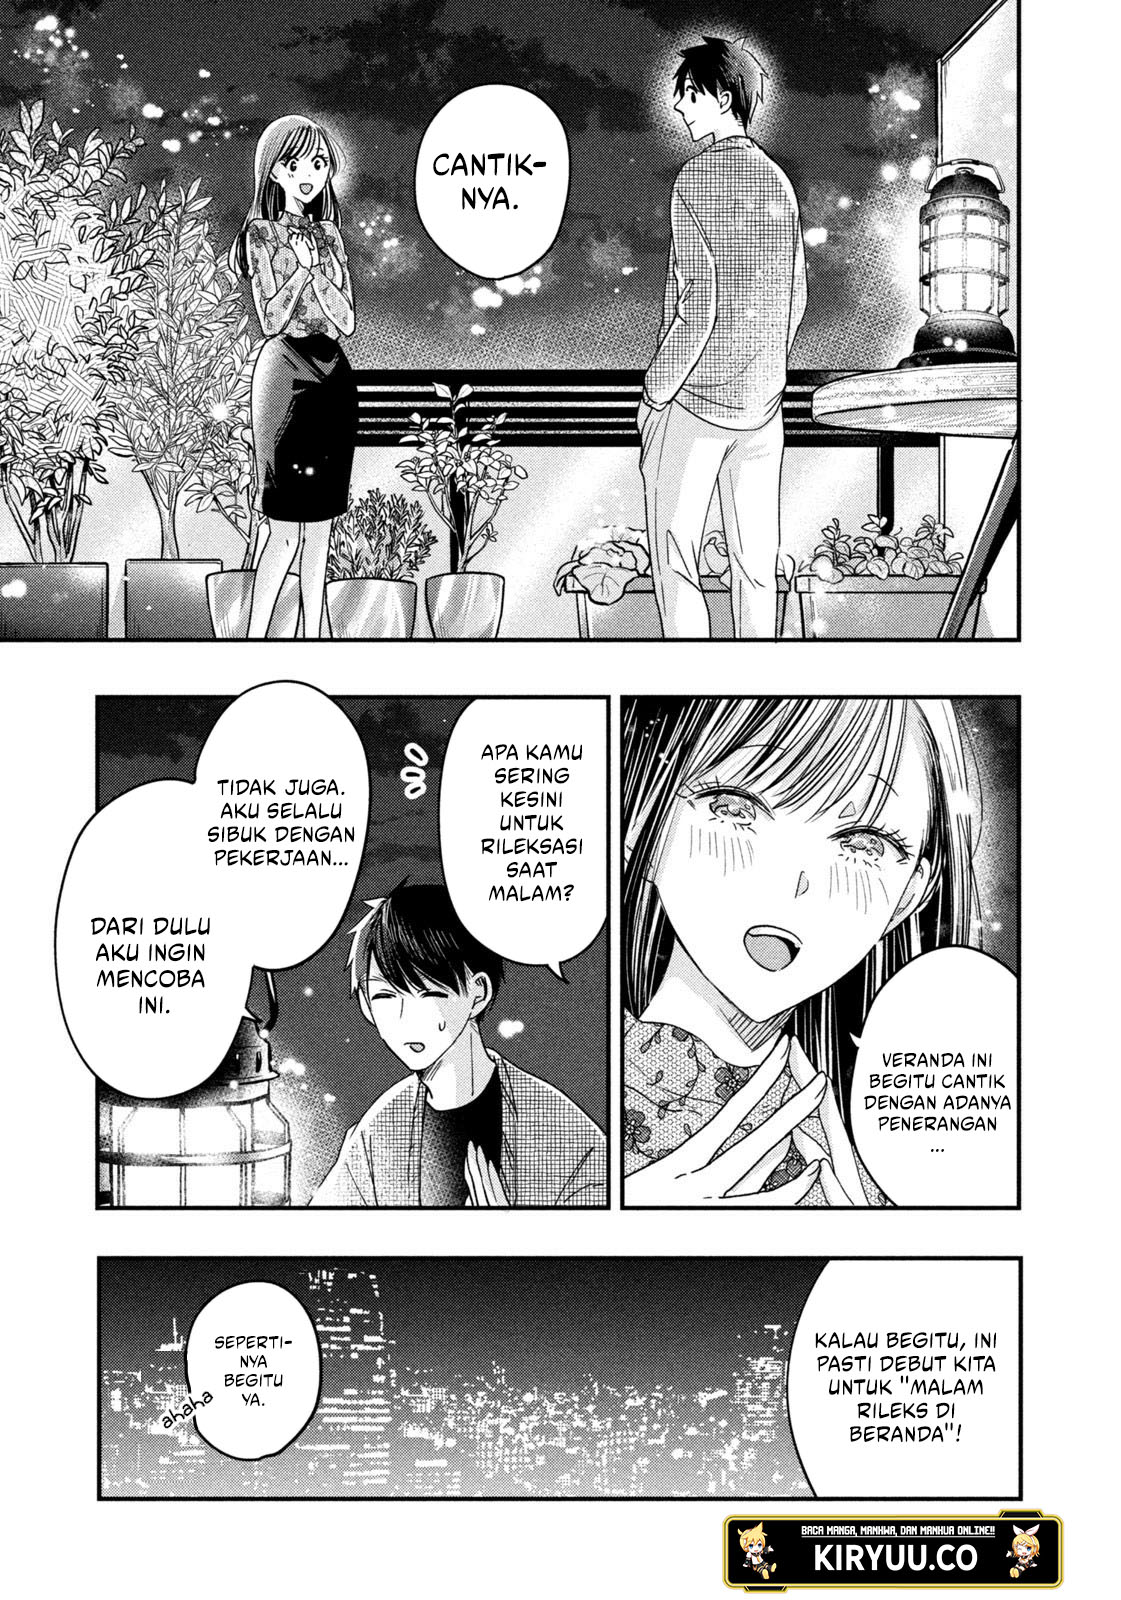 CANTIK-
NYA.
VERANDA INI
BEGITU CANTIK
DENGAN ADANYA
PENERANGAN
...
APA KAMU
SERING
KESINI
UNTUK
RILEKSASI
SAAT
MALAM?
TIDAK JUGA.
AKU SELALU
SIBUK DENGAN
PEKERJAAN...
DARI DULU
AKU INGIN
MENCOBA
INI.
KALAU BEGITU, INI
PASTI DEBUT KITA
UNTUK "MALAM
RILEKS DI
BERANDA"!
SEPERTI-
NYA
BEGITU
YA.
ahaha
BACA MANGA, MANHWA, DAN MANHUA ONLINE!!
KIRYUU.CO